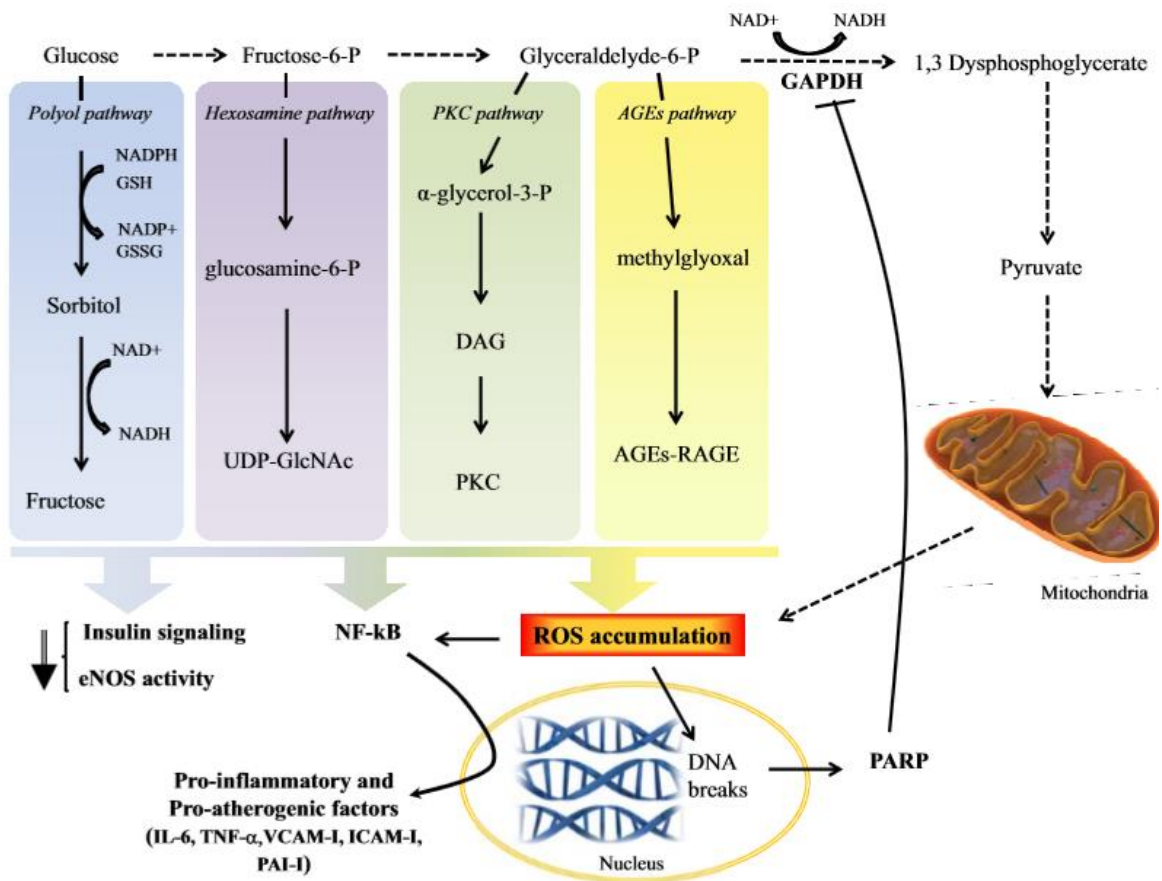 NAD+
NADH
Glucose
Fructose-6-P
Glyceraldelyde-6-P
GAPDH
1,3 Dysphosphoglycerate
Polyol pathway
Hexosamine pathway
PKC pathway
AGEs pathway
NADPH
GSH
NADP+
GSSG
Sorbitol
NAD+
NADH
Fructose
glucosamine-6-P
UDP-GlcNAc
α-glycerol-3-P
DAG
PKC
methylglyoxal
AGEs-RAGE
Pyruvate
Mitochondria
Insulin signaling
eNOS activity
NF-kB
ROS accumulation
DNA
breaks
PARP
Nucleus
Pro-inflammatory and
Pro-atherogenic factors
(IL-6, TNF-α,VCAM-I, ICAM-I,
PAI-I)